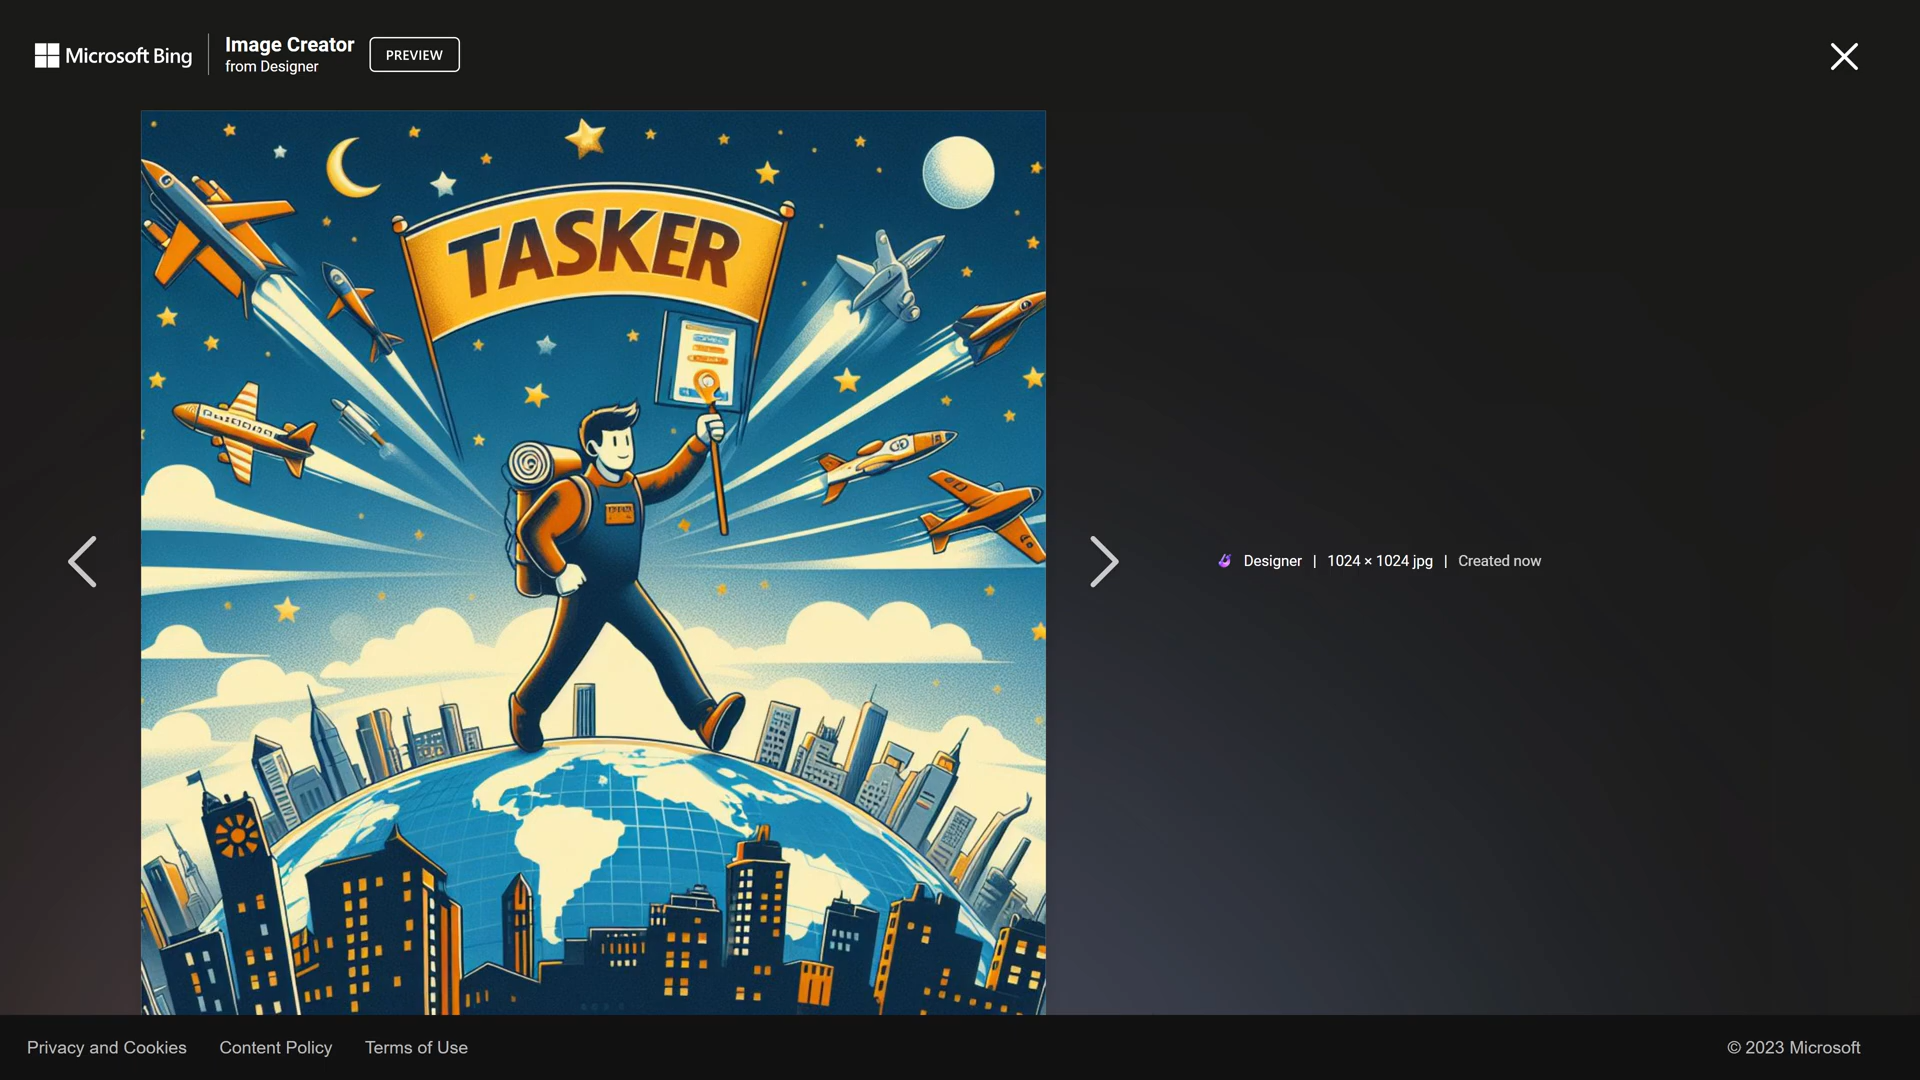 Microsoft Bing
Image Creator
from Designer
PREVIEW
TASKER
Designer | 1024 × 1024 jpg | Created now
Privacy and Cookies
Content Policy
Terms of Use
© 2023 Microsoft